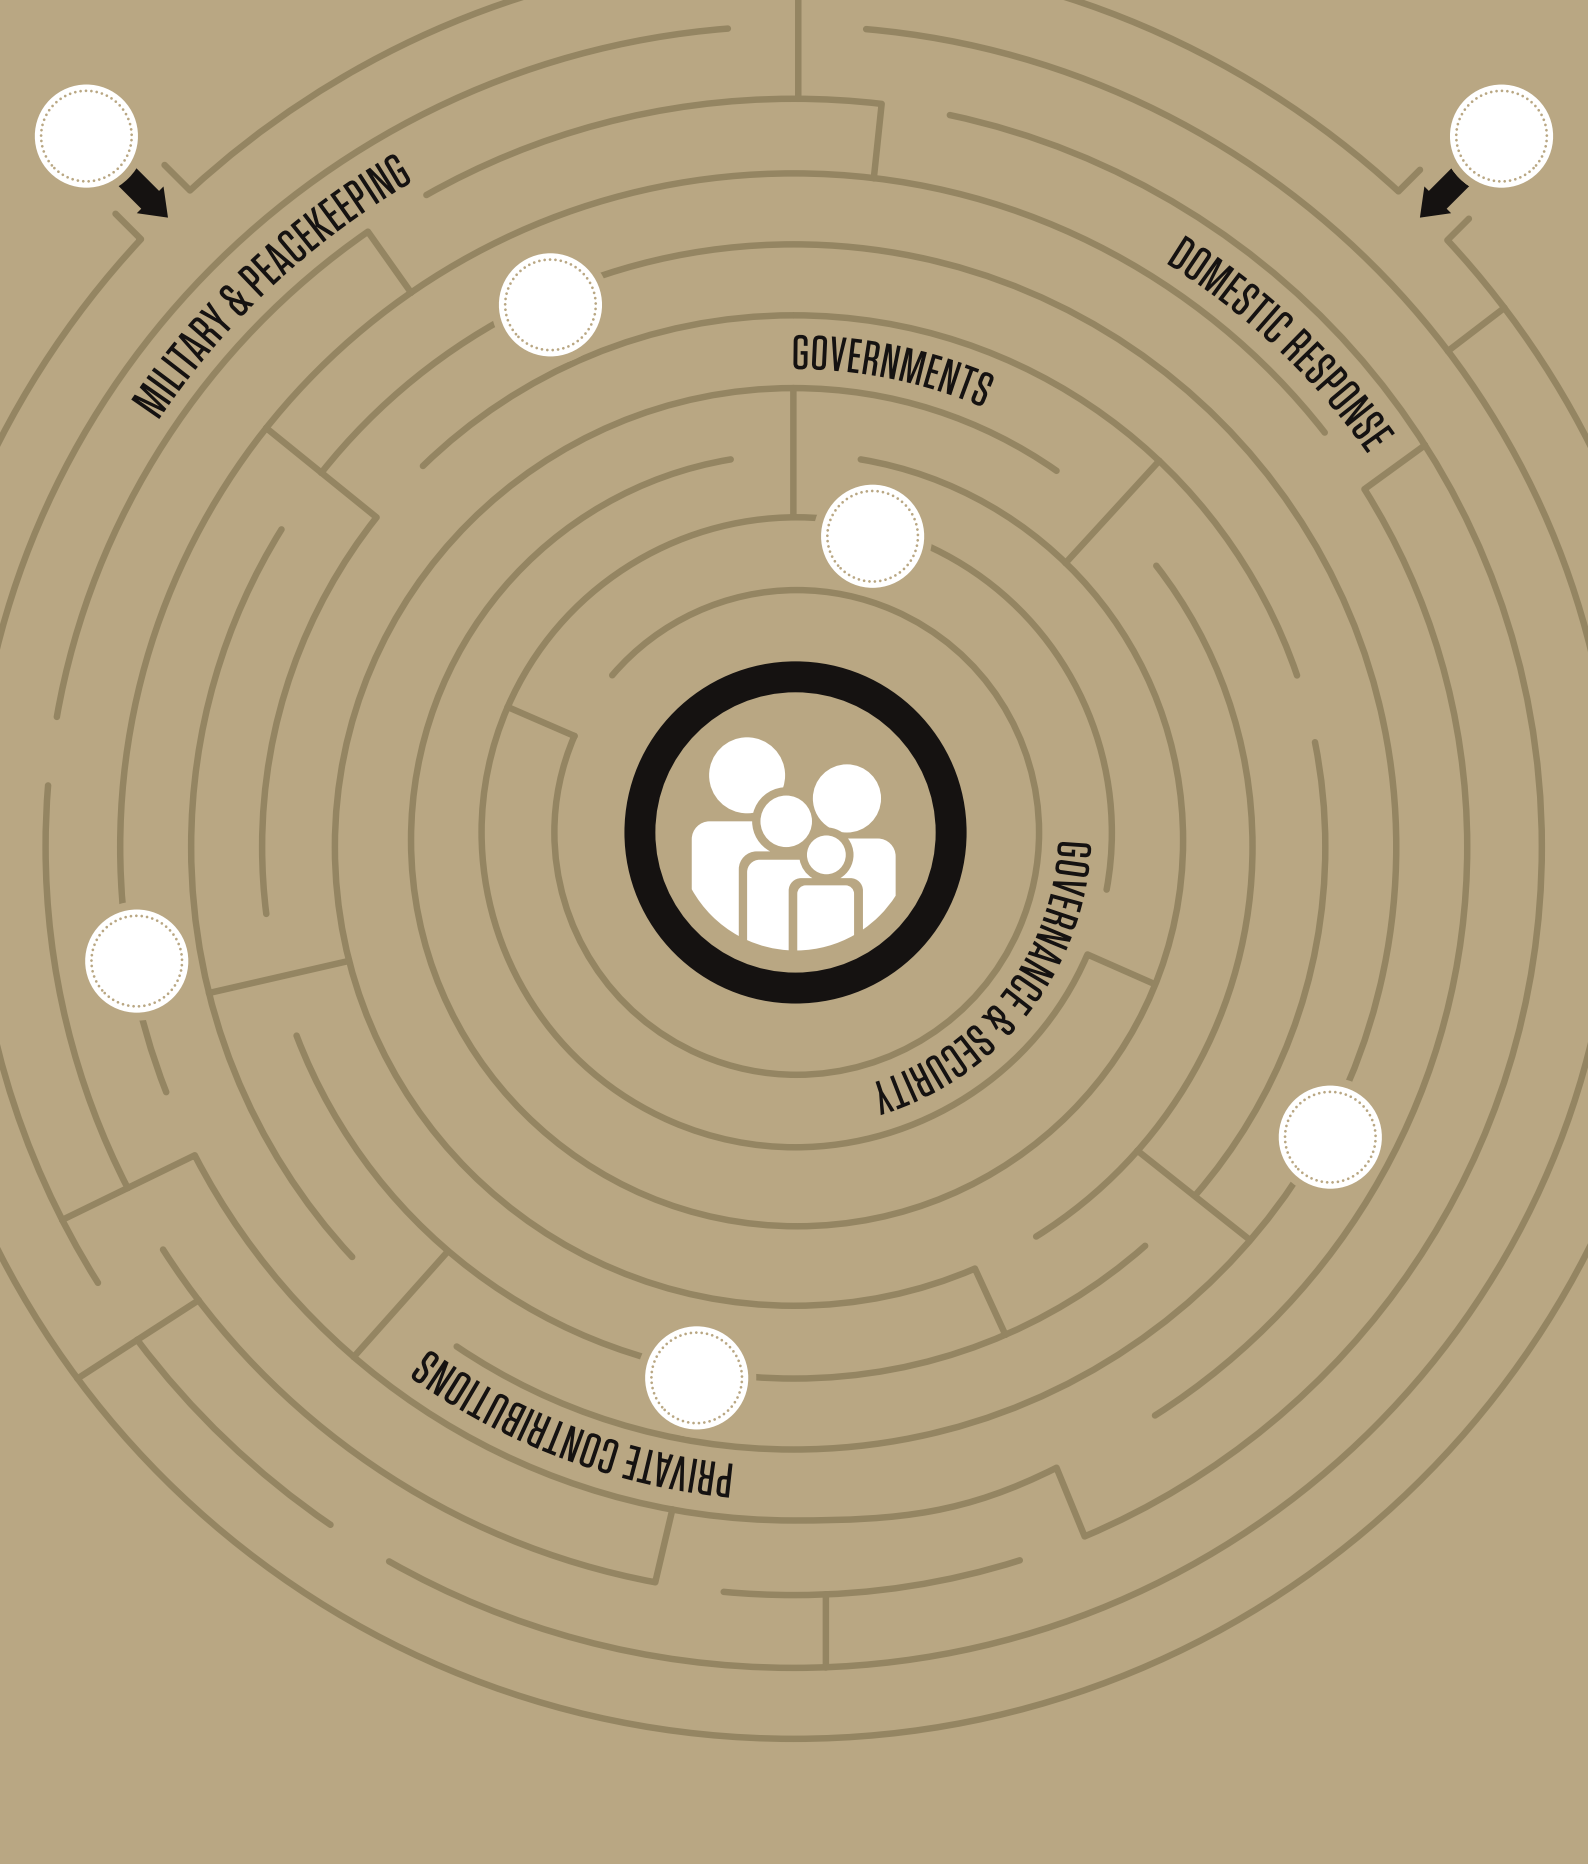 MILITARY & PEACEKEEPING
DOMESTIC RESPONSE
GOVERNMENTS
GOVERNANCE & SECURITY
PRIVATE CONTRIBUTIONS